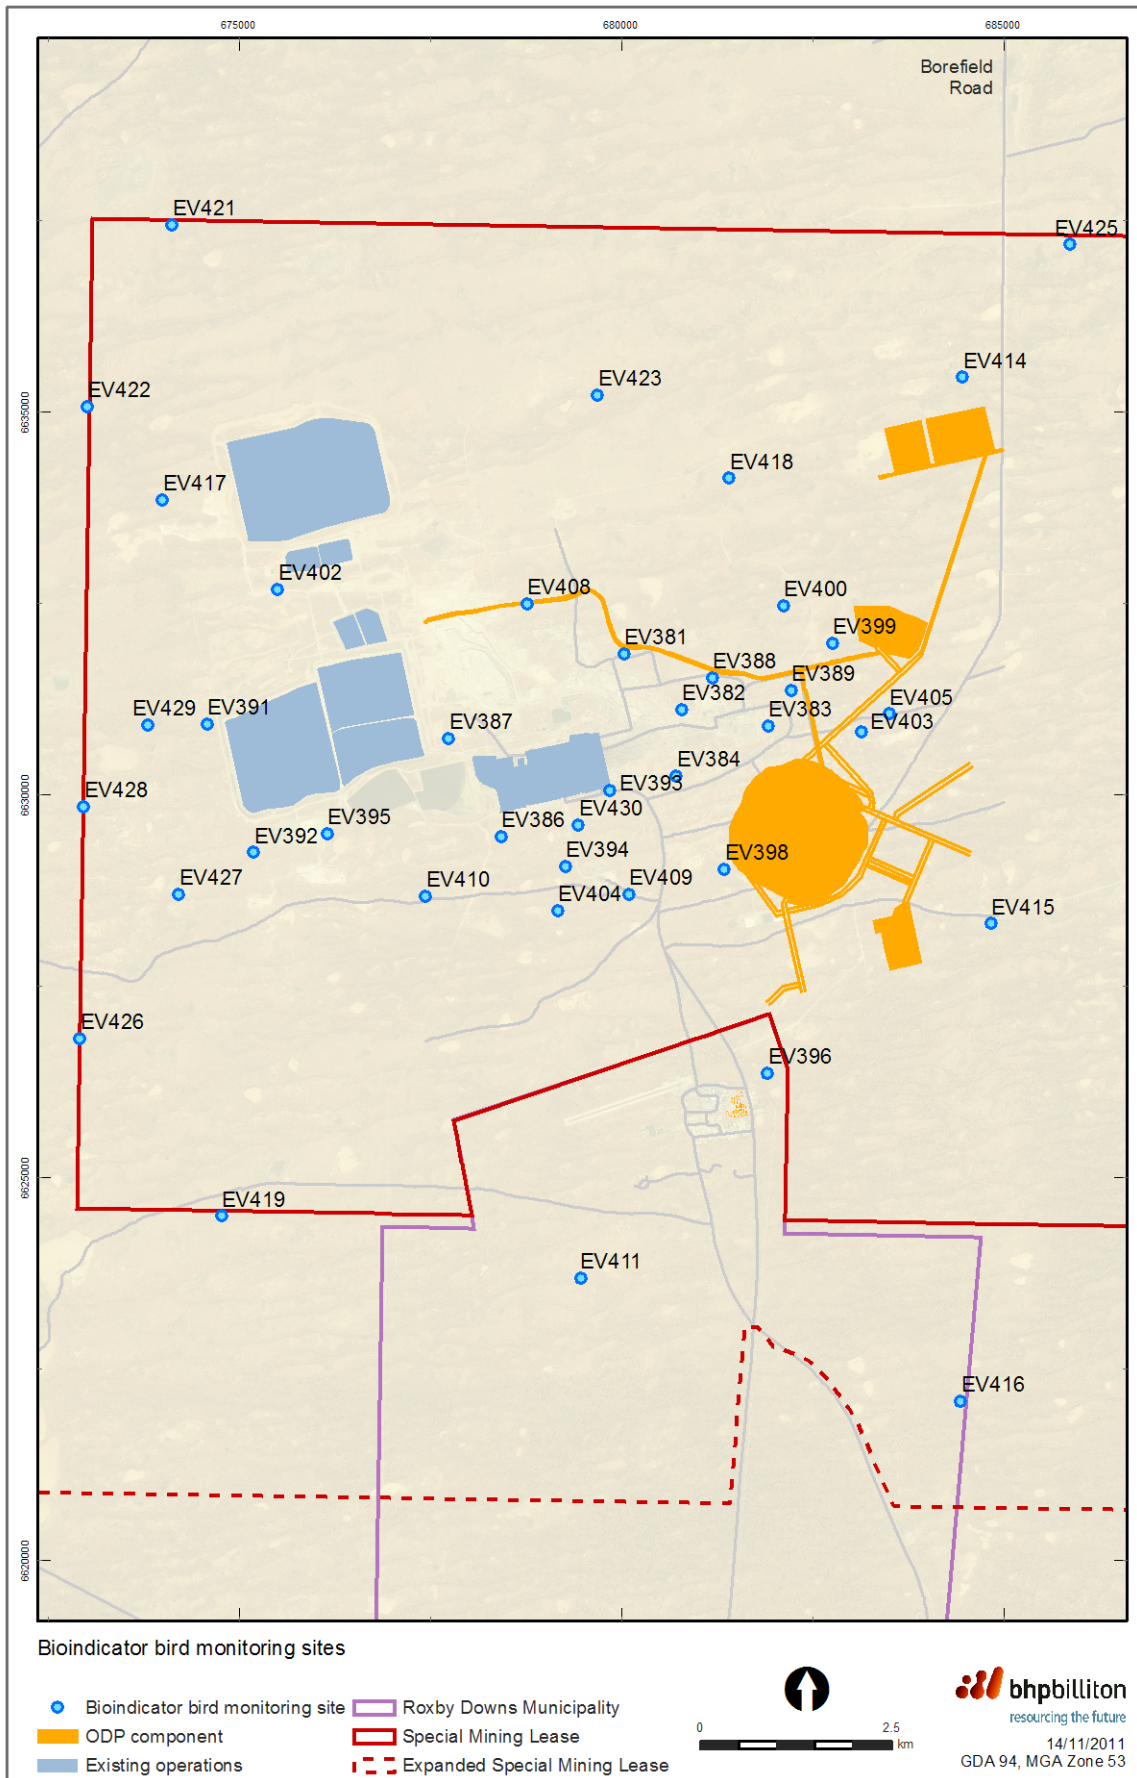 675000
680000
685000
Borefield
Road
EV421
EV425
EV414
EV423
EV422
6635000
EV418
EV417
EV402
EV408
EV400
EV399
EV381
EV388
EV389
EV382
EV405
EV429
EV391
EV383
EV403
EV387
EV384
EV393
6630000
EV428
EV430
EV395
EV386
EV392
EV394
EV398
EV427
EV410
EV409
EV404
EV415
EV426
EV396
6625000
EV419
EV411
EV416
6620000
Bioindicator bird monitoring sites
Bioindicator bird monitoring site
Roxby Downs Municipality
ODP component
Special Mining Lease
Existing operations
Expanded Special Mining Lease
0
2.5
km
bhpbilliton
resourcing the future
14/11/2011
GDA 94, MGA Zone 53